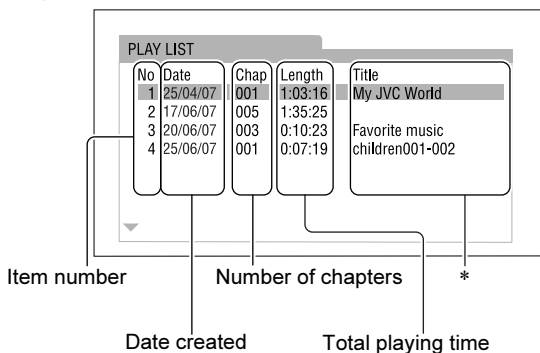 PLAY LIST
No Date Chap Length Title
1 25/04/07 001 1:03:16 My JVC World
2 17/06/07 005 1:35:25
3 20/06/07 003 0:10:23 Favorite music
4 25/06/07 001 0:07:19 children001-002
Item number Number of chapters *
Date created Total playing time